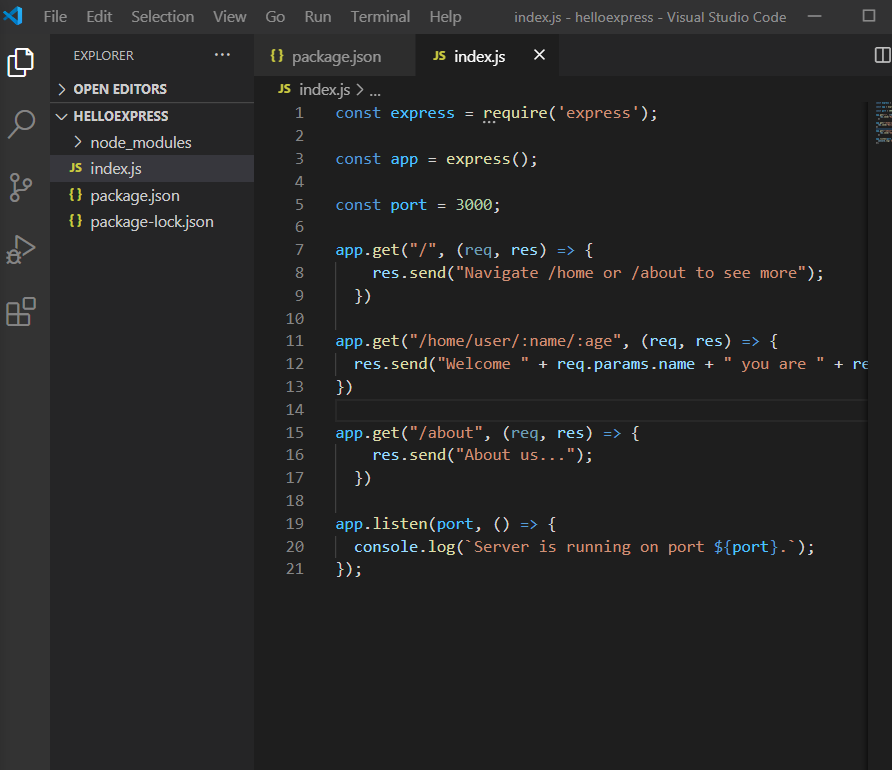 File Edit Selection View Go Run Terminal Help index.js - helloexpress - Visual Studio Code
EXPLORER ...
{} package.json JS index.js ×
OPEN EDITORS
JS index.js > ...
HELLOEXPRESS
node_modules
JS index.js
{} package.json
{} package-lock.json
1 const express = require('express');
2
3 const app = express();
4
5 const port = 3000;
6
7 app.get("/", (req, res) => {
8 res.send("Navigate /home or /about to see more");
9 })
10
11 app.get("/home/user/:name/:age", (req, res) => {
12 res.send("Welcome " + req.params.name + " you are " + re
13 })
14
15 app.get("/about", (req, res) => {
16 res.send("About us...");
17 })
18
19 app.listen(port, () => {
20 console.log(`Server is running on port ${port}.`);
21 });